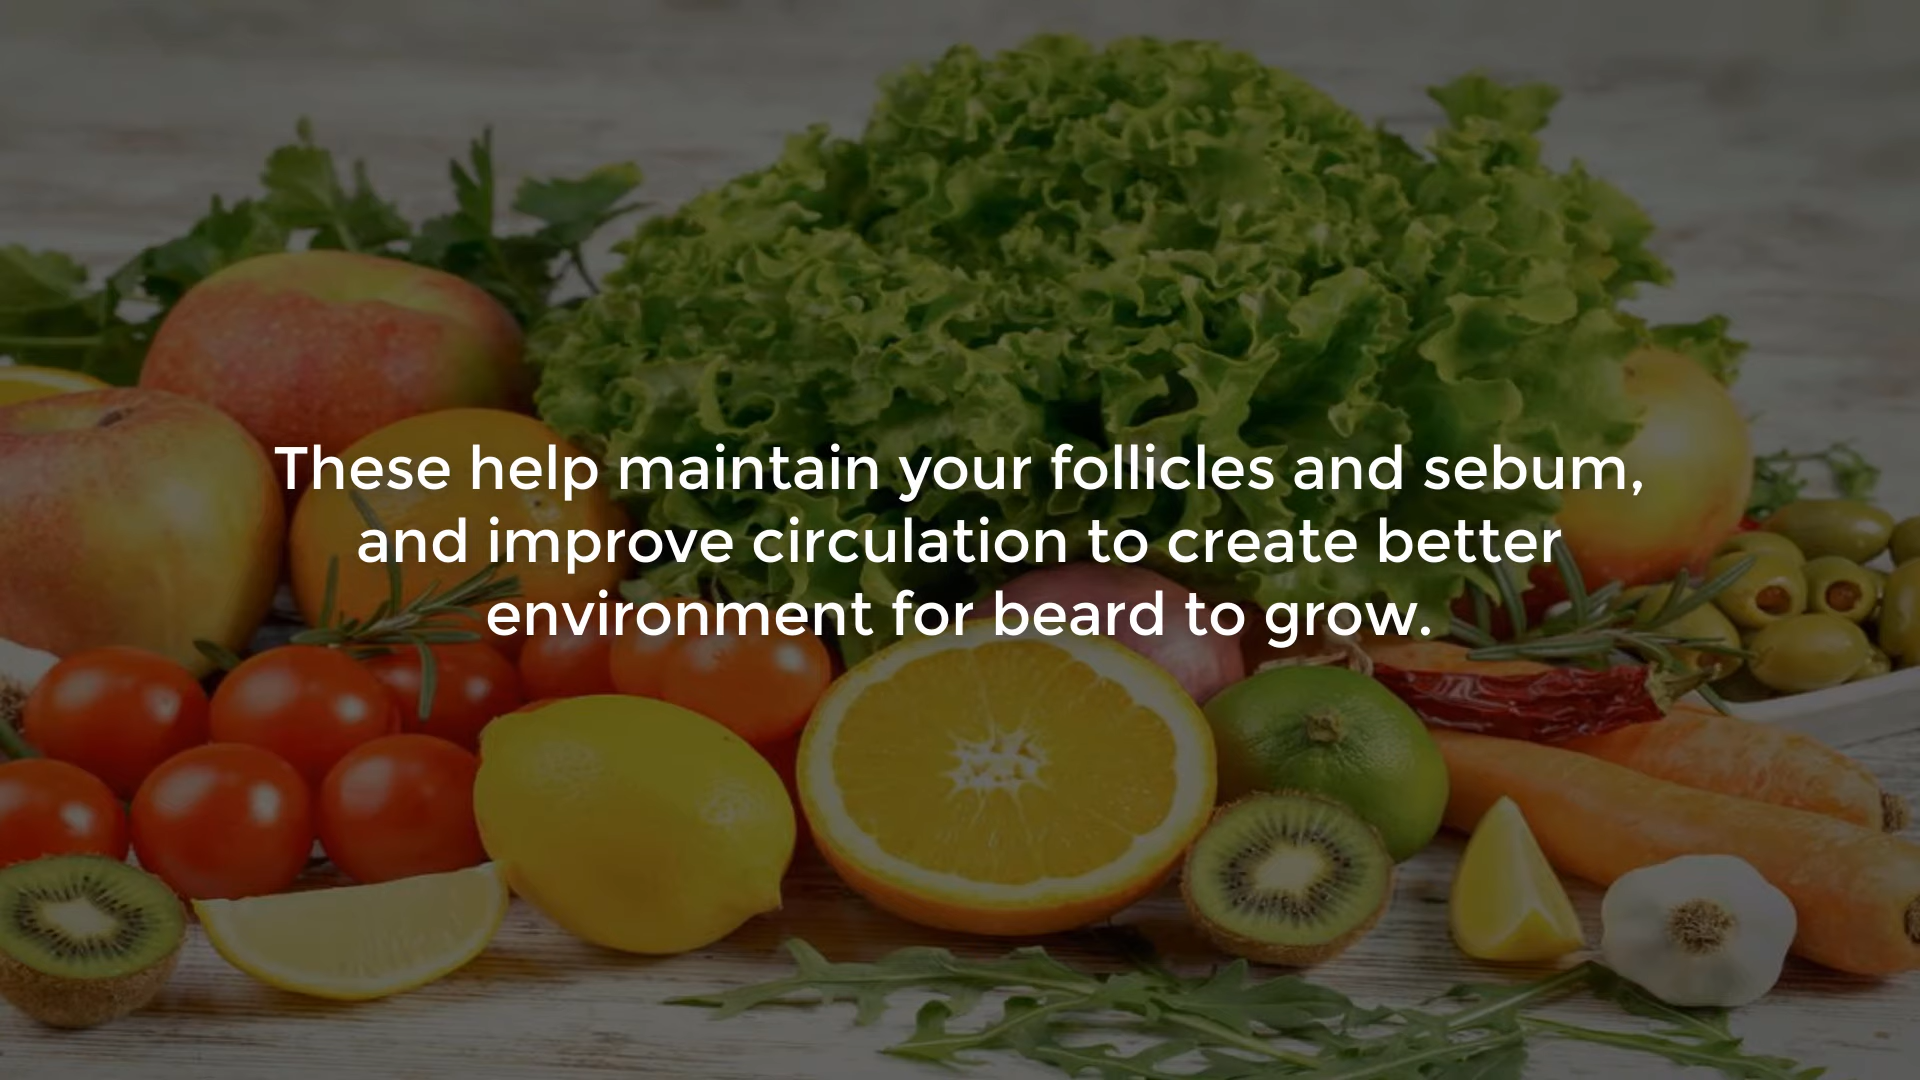 These help maintain your follicles and sebum,
and improve circulation to create better
environment for beard to grow.